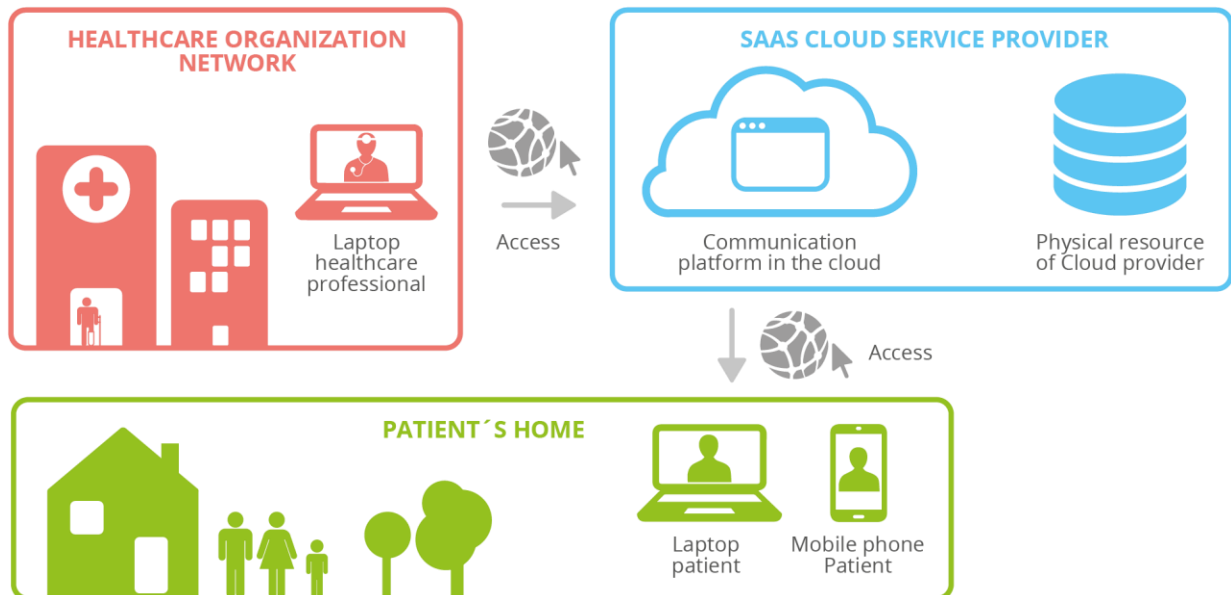 HEALTHCARE ORGANIZATION
NETWORK
Laptop
healthcare
professional
Access
SAAS CLOUD SERVICE PROVIDER
Communication
platform in the cloud
Physical resource
of Cloud provider
Access
PATIENT´S HOME
Laptop
patient
Mobile phone
Patient